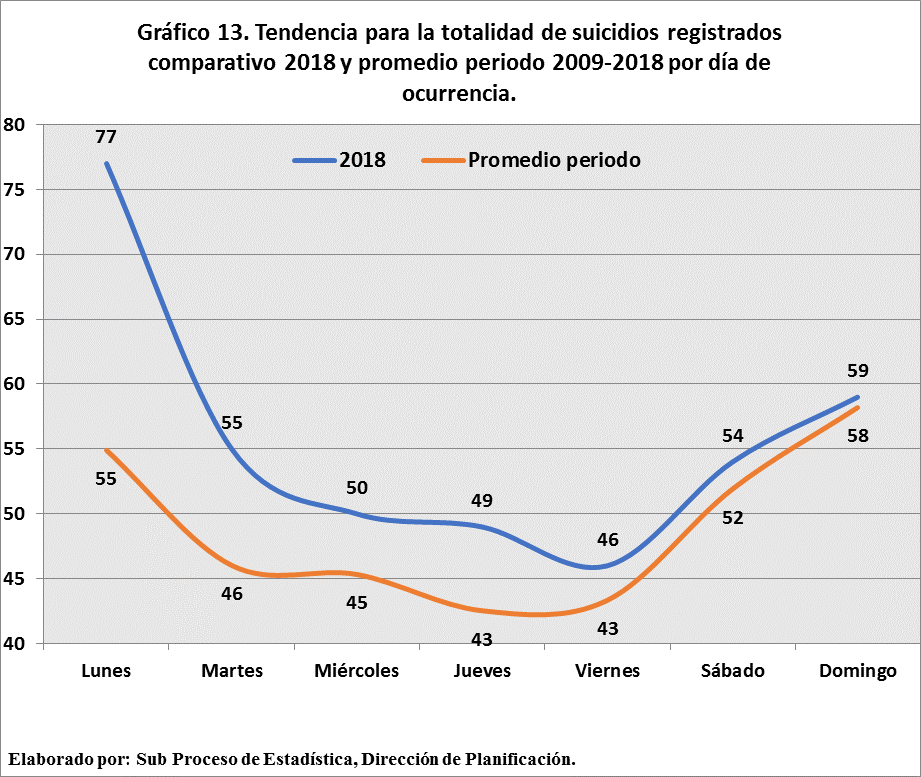 Gráfico 13. Tendencia para la totalidad de suicidios registrados
comparativo 2018 y promedio periodo 2009-2018 por día de
ocurrencia.
80
77
2018
Promedio periodo
75
70
65
60
59
55
55
55
54
58
50
50
49
46
52
45
46
45
43
43
40
Lunes
Martes
Miércoles
Jueves
Viernes
Sábado
Domingo
Elaborado por: Sub Proceso de Estadística, Dirección de Planificación.